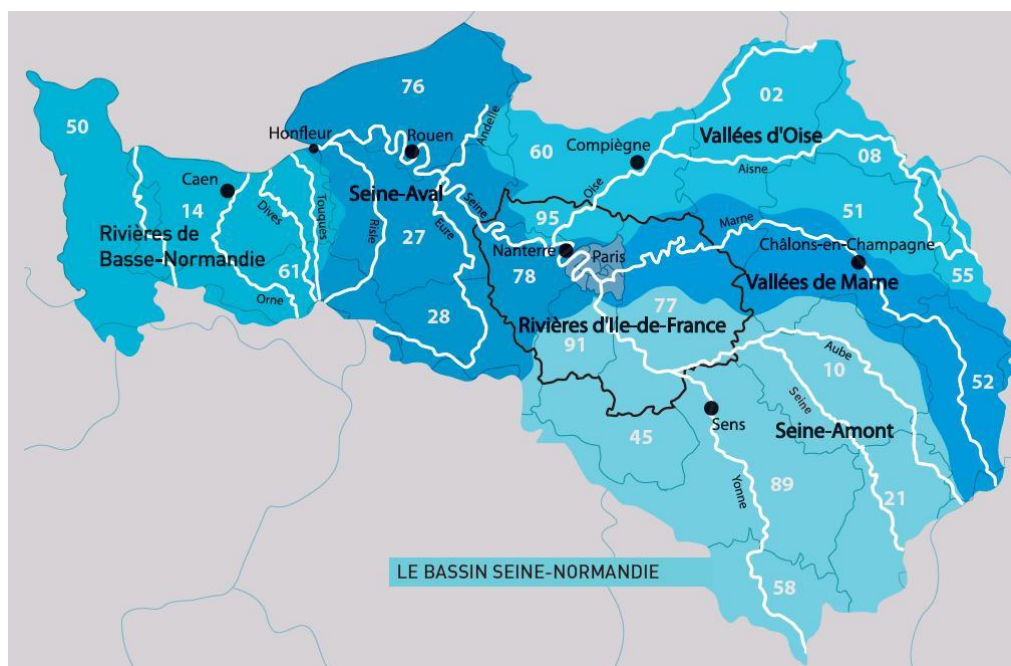 76
02
50
Honfleur
Rouen
Andelle
60
Compiègne
Vallées d'Oise
08
Caen
14
Dives
Touques
Seine-Aval
Seine
Oise
Aisne
51
Rivières de
Basse-Normandie
Risle
27
Eure
95
Marne
Châlons-en-Champagne
Nanterre
Paris
55
61
Orne
78
Vallées de Marne
28
77
Rivières d'Ile-de-France
91
Aube
10
52
Seine
Sens
Seine-Amont
45
Yonne
89
21
LE BASSIN SEINE-NORMANDIE
58